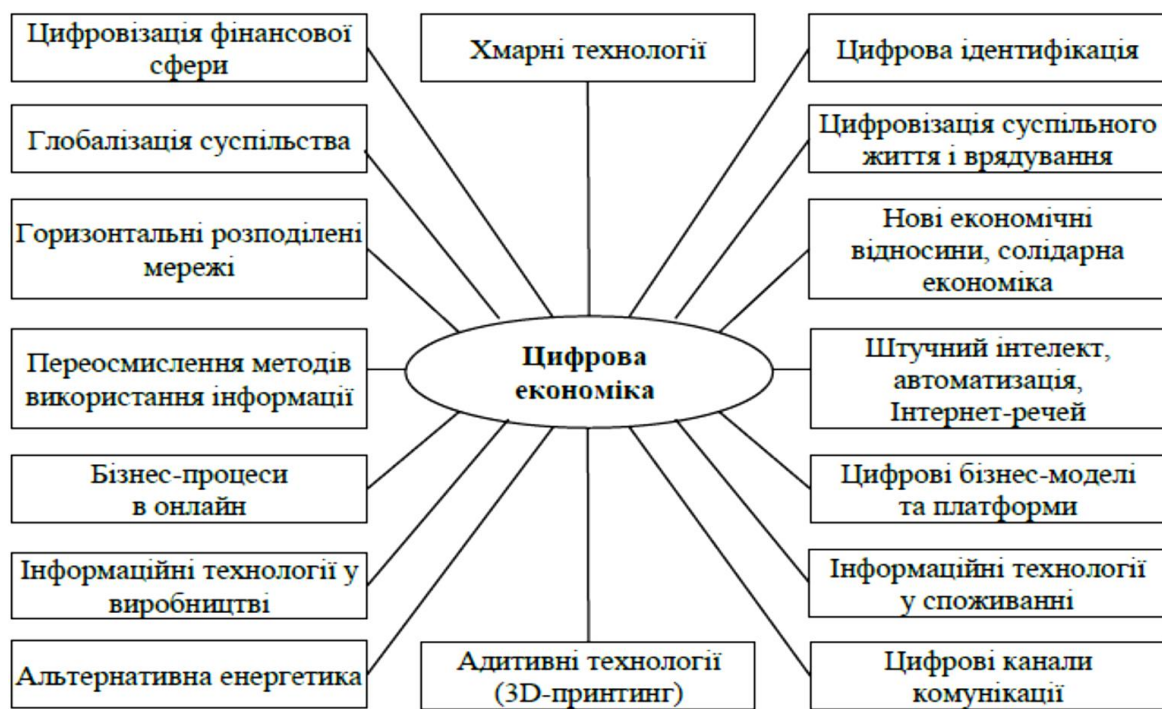 Цифровізація фінансової
сфери
Хмарні технології
Цифрова ідентифікація
Глобалізація суспільства
Цифровізація суспільного
життя і врядування
Горизонтальні розподілені
мережі
Нові економічні
відносини, солідарна
економіка
Переосмислення методів
використання інформації
Цифрова
економіка
Штучний інтелект,
автоматизація,
Інтернет-речей
Бізнес-процеси
в онлайн
Цифрові бізнес-моделі
та платформи
Інформаційні технології у
виробництві
Інформаційні технології
у споживанні
Альтернативна енергетика
Адитивні технології
(3D-принтинг)
Цифрові канали
комунікації